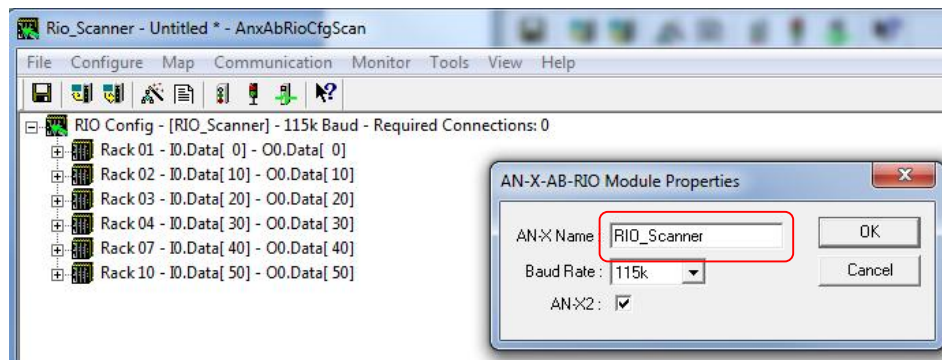 Rio_Scanner - Untitled * - AnxAbRioCfgScan
File Configure Map Communication Monitor Tools View Help
RIO Config - [RIO_Scanner] - 115k Baud - Required Connections: 0
Rack 01 - I0.Data[ 0] - O0.Data[ 0]
Rack 02 - I0.Data[ 10] - O0.Data[ 10]
Rack 03 - I0.Data[ 20] - O0.Data[ 20]
Rack 04 - I0.Data[ 30] - O0.Data[ 30]
Rack 07 - I0.Data[ 40] - O0.Data[ 40]
Rack 10 - I0.Data[ 50] - O0.Data[ 50]
AN-X-AB-RIO Module Properties
AN-X Name : RIO_Scanner OK
Baud Rate : 115k Cancel
AN-X2 :